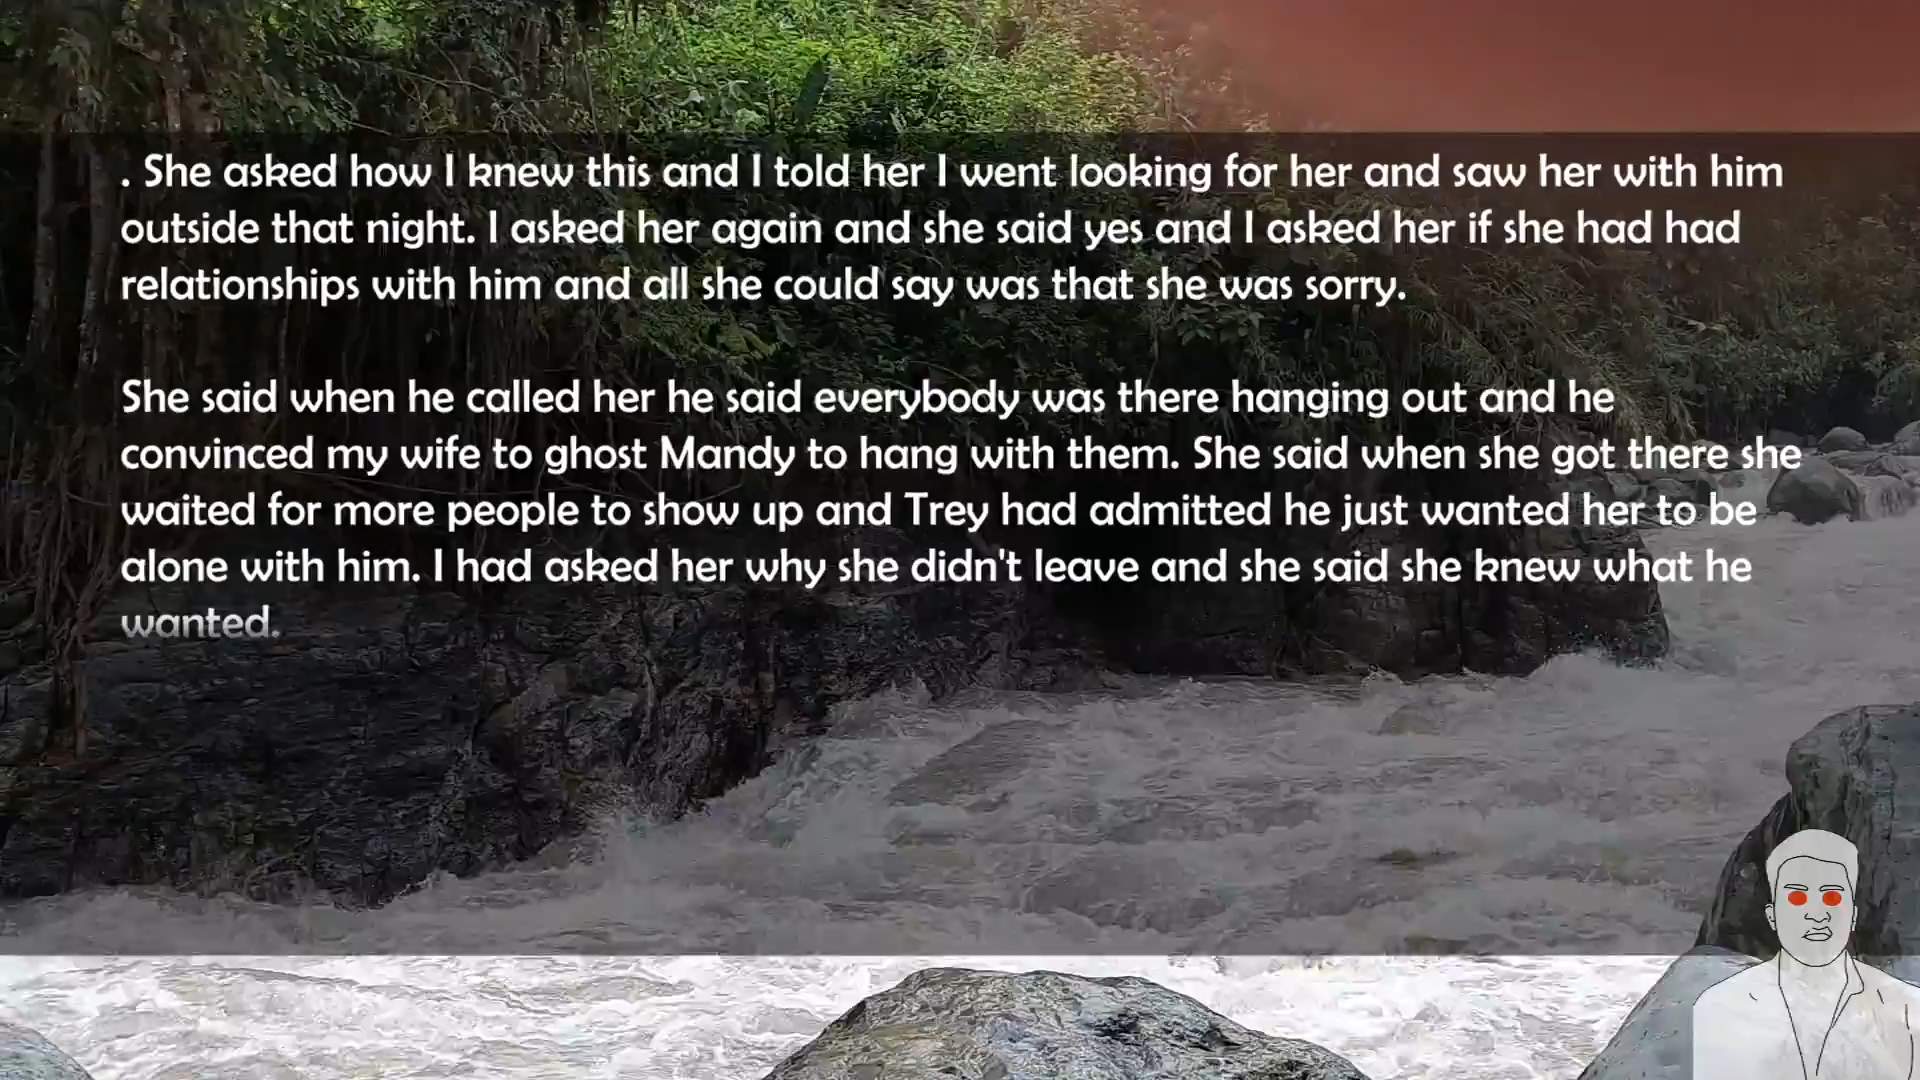 . She asked how I knew this and I told her I went looking for her and saw her with him
outside that night. I asked her again and she said yes and I asked her if she had had
relationships with him and all she could say was that she was sorry.
She said when he called her he said everybody was there hanging out and he
convinced my wife to ghost Mandy to hang with them. She said when she got there she
waited for more people to show up and Trey had admitted he just wanted her to be
alone with him. I had asked her why she didn't leave and she said she knew what he
wanted.